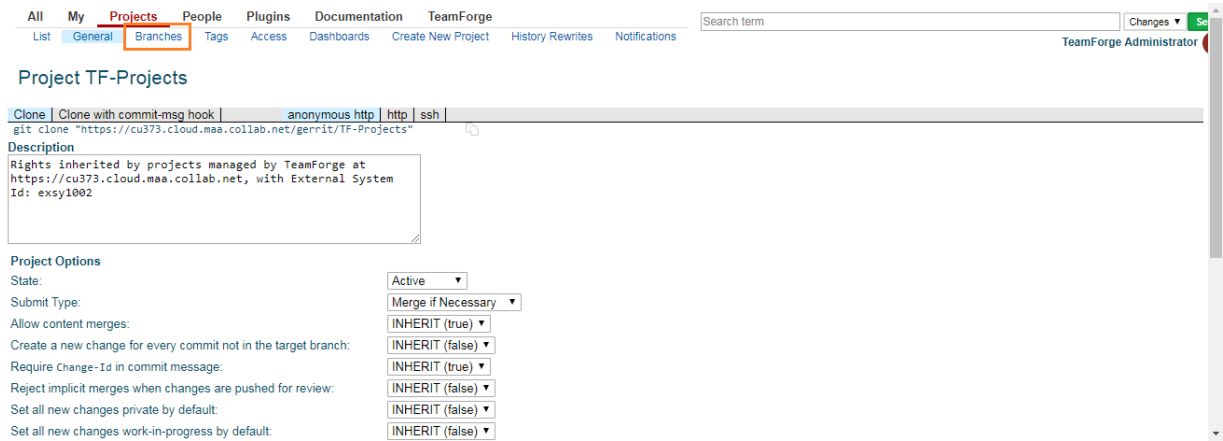 All My Projects People Plugins Documentation TeamForge
Search term Changes ▼
List General Branches Tags Access Dashboards Create New Project History Rewrites Notifications
TeamForge Administrator
Project TF-Projects
Clone Clone with commit-msg hook anonymous http http ssh
git clone "https://cu373.cloud.maa.collab.net/gerrit/TF-Projects"
Description
Rights inherited by projects managed by TeamForge at
https://cu373.cloud.maa.collab.net, with External System
Id: exsy1002
Project Options
State: Active ▼
Submit Type: Merge if Necessary ▼
Allow content merges: INHERIT (true) ▼
Create a new change for every commit not in the target branch: INHERIT (false) ▼
Require Change-Id in commit message: INHERIT (true) ▼
Reject implicit merges when changes are pushed for review: INHERIT (false) ▼
Set all new changes private by default: INHERIT (false) ▼
Set all new changes work-in-progress by default: INHERIT (false) ▼